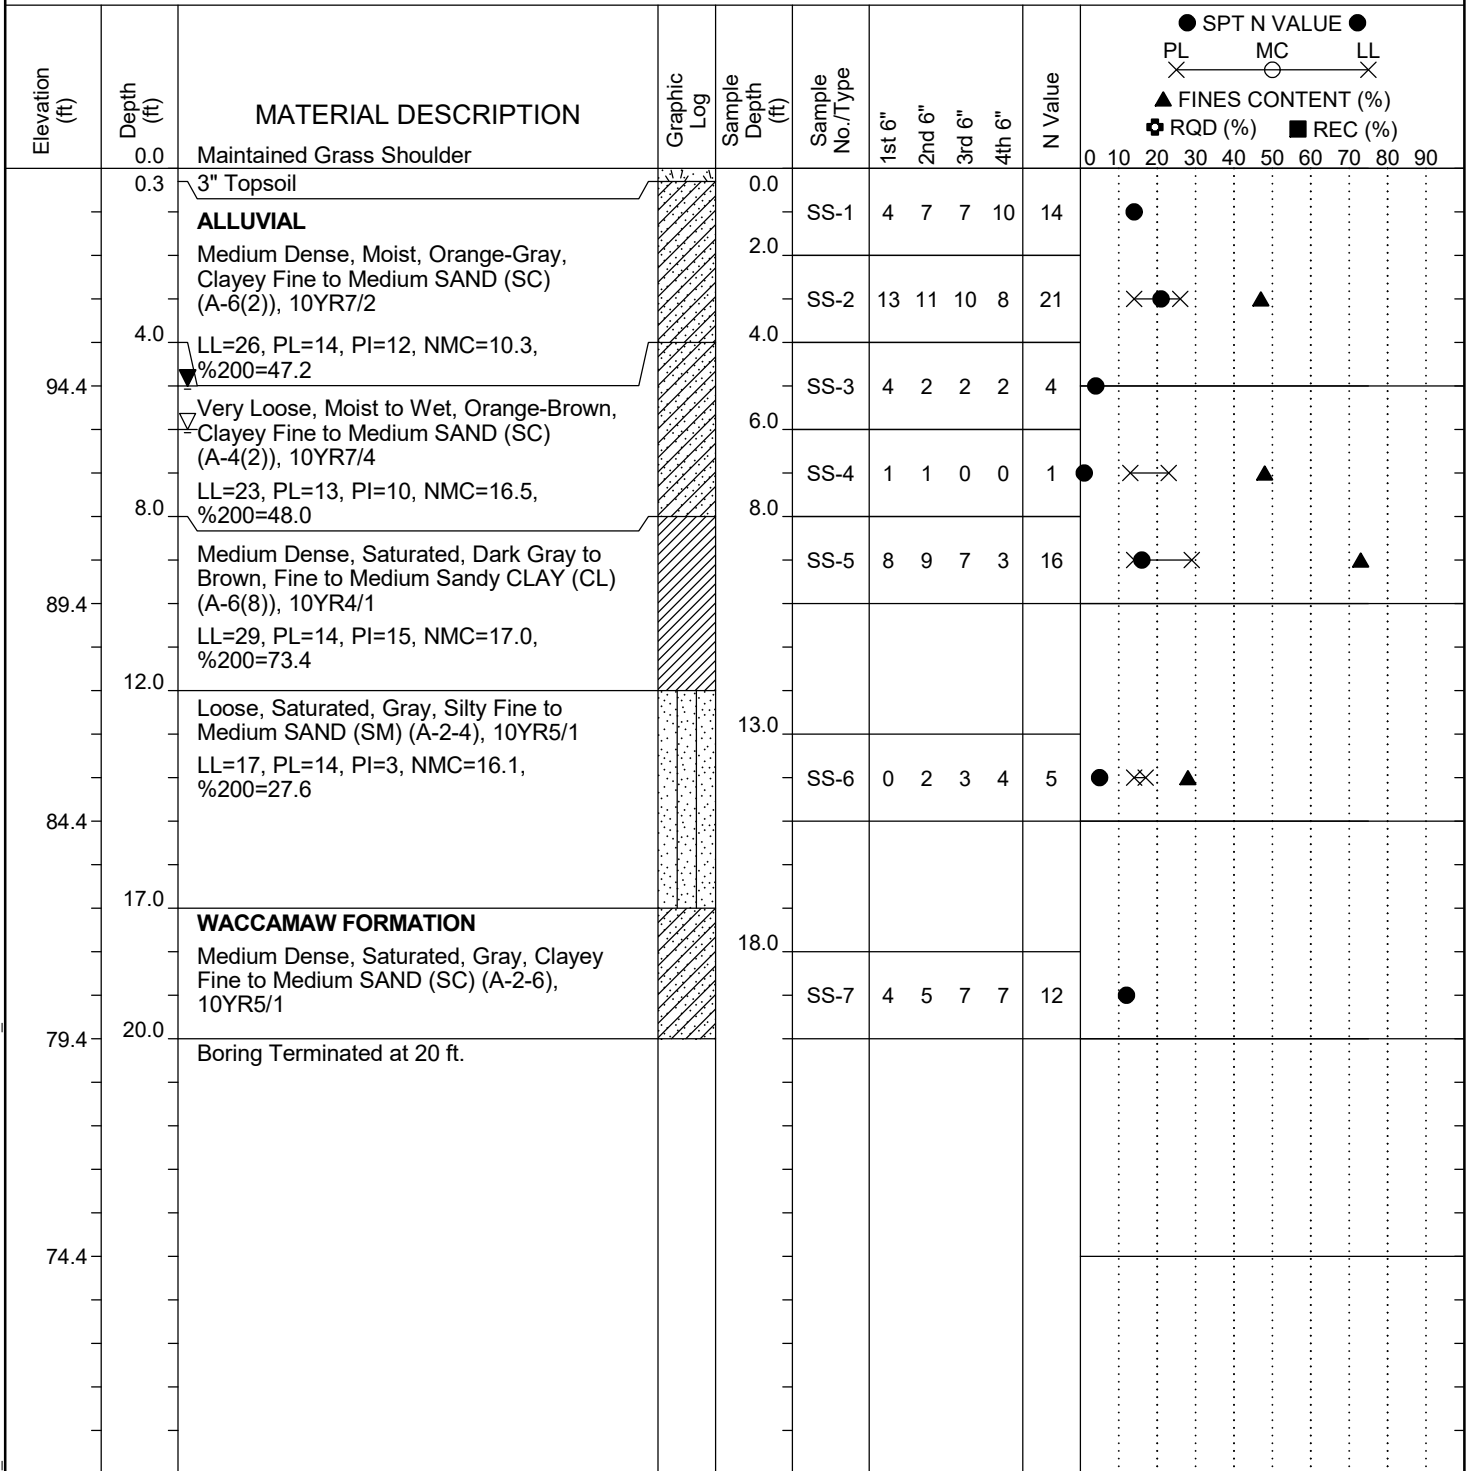 ● SPT N VALUE ●
PL MC LL
▲ FINES CONTENT (%)
RQD (%) ■ REC (%)
0 10 20 30 40 50 60 70 80 90
Elevation (ft)
Depth (ft)
MATERIAL DESCRIPTION
Graphic Log
Sample Depth (ft)
Sample No./Type
1st 6"
2nd 6"
3rd 6"
4th 6"
N Value
0.0 Maintained Grass Shoulder
0.3 3" Topsoil 0.0
ALLUVIAL
SS-1 4 7 7 10 14
2.0
Medium Dense, Moist, Orange-Gray,
Clayey Fine to Medium SAND (SC)
(A-6(2)), 10YR7/2
SS-2 13 11 10 8 21
4.0 4.0
LL=26, PL=14, PI=12, NMC=10.3,
%200=47.2
94.4 SS-3 4 2 2 2 4
Very Loose, Moist to Wet, Orange-Brown,
6.0
Clayey Fine to Medium SAND (SC)
(A-4(2)), 10YR7/4
SS-4 1 1 0 0 1
LL=23, PL=13, PI=10, NMC=16.5,
%200=48.0
8.0 8.0
Medium Dense, Saturated, Dark Gray to
SS-5 8 9 7 3 16
Brown, Fine to Medium Sandy CLAY (CL)
(A-6(8)), 10YR4/1
89.4
LL=29, PL=14, PI=15, NMC=17.0,
%200=73.4
12.0
Loose, Saturated, Gray, Silty Fine to
13.0
Medium SAND (SM) (A-2-4), 10YR5/1
LL=17, PL=14, PI=3, NMC=16.1,
%200=27.6
SS-6 0 2 3 4 5
84.4
17.0
WACCAMAW FORMATION
18.0
Medium Dense, Saturated, Gray, Clayey
Fine to Medium SAND (SC) (A-2-6),
10YR5/1
SS-7 4 5 7 7 12
20.0
79.4
Boring Terminated at 20 ft.
74.4